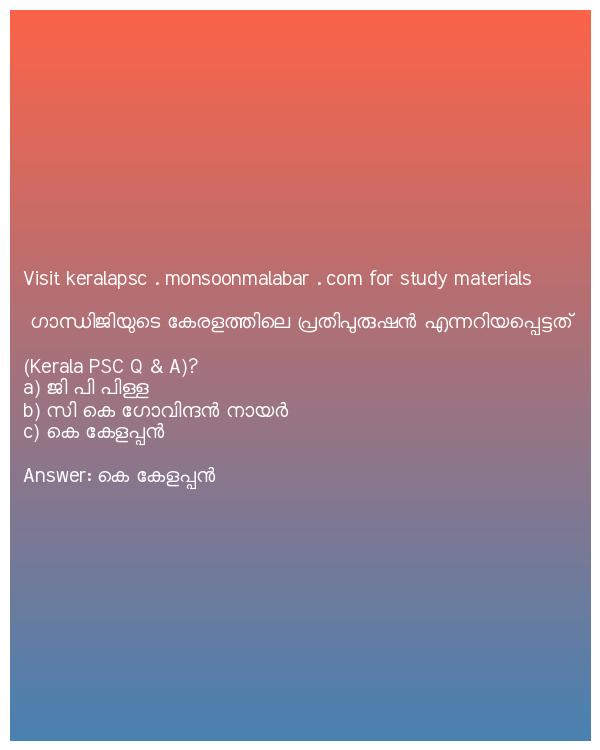 Visit keralapsc . monsoonmalabar . com for study materials
ഗാന്ധിജിയുടെ കേരളത്തിലെ പ്രതിപുരുഷൻ എന്നറിയപ്പെട്ടത്
(Kerala PSC Q & A)?
a) ജി പി പിള്ള
b) സി കെ ഗോവിന്ദൻ നായർ
c) കെ കേളപ്പൻ
Answer: കെ കേളപ്പൻ